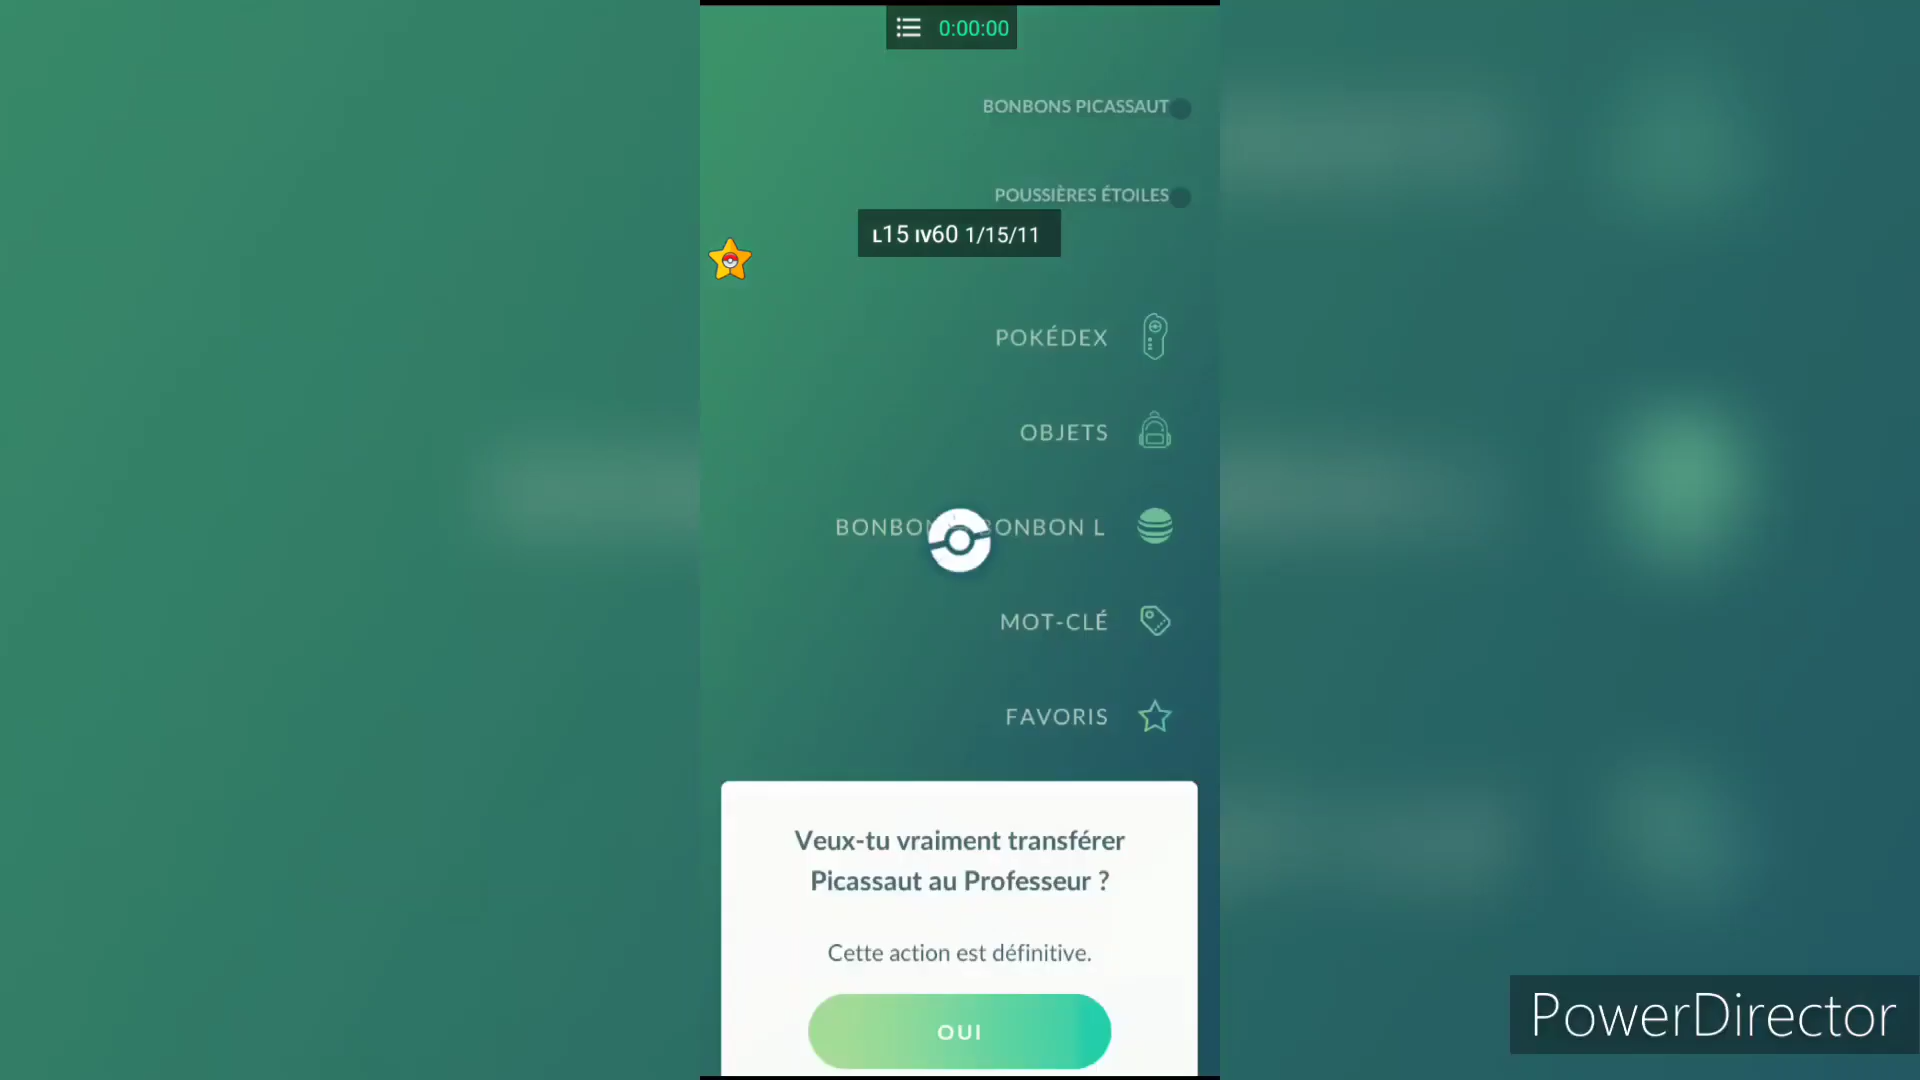 0:00:00
BONBONS PICASSAUT
POUSSIÈRES ÉTOILES
L15 IV60 1/15/11
POKÉDEX
OBJETS
BONBON L
MOT-CLÉ
FAVORIS
Veux-tu vraiment transférer
Picassaut au Professeur ?
Cette action est définitive.
OUI
PowerDirector